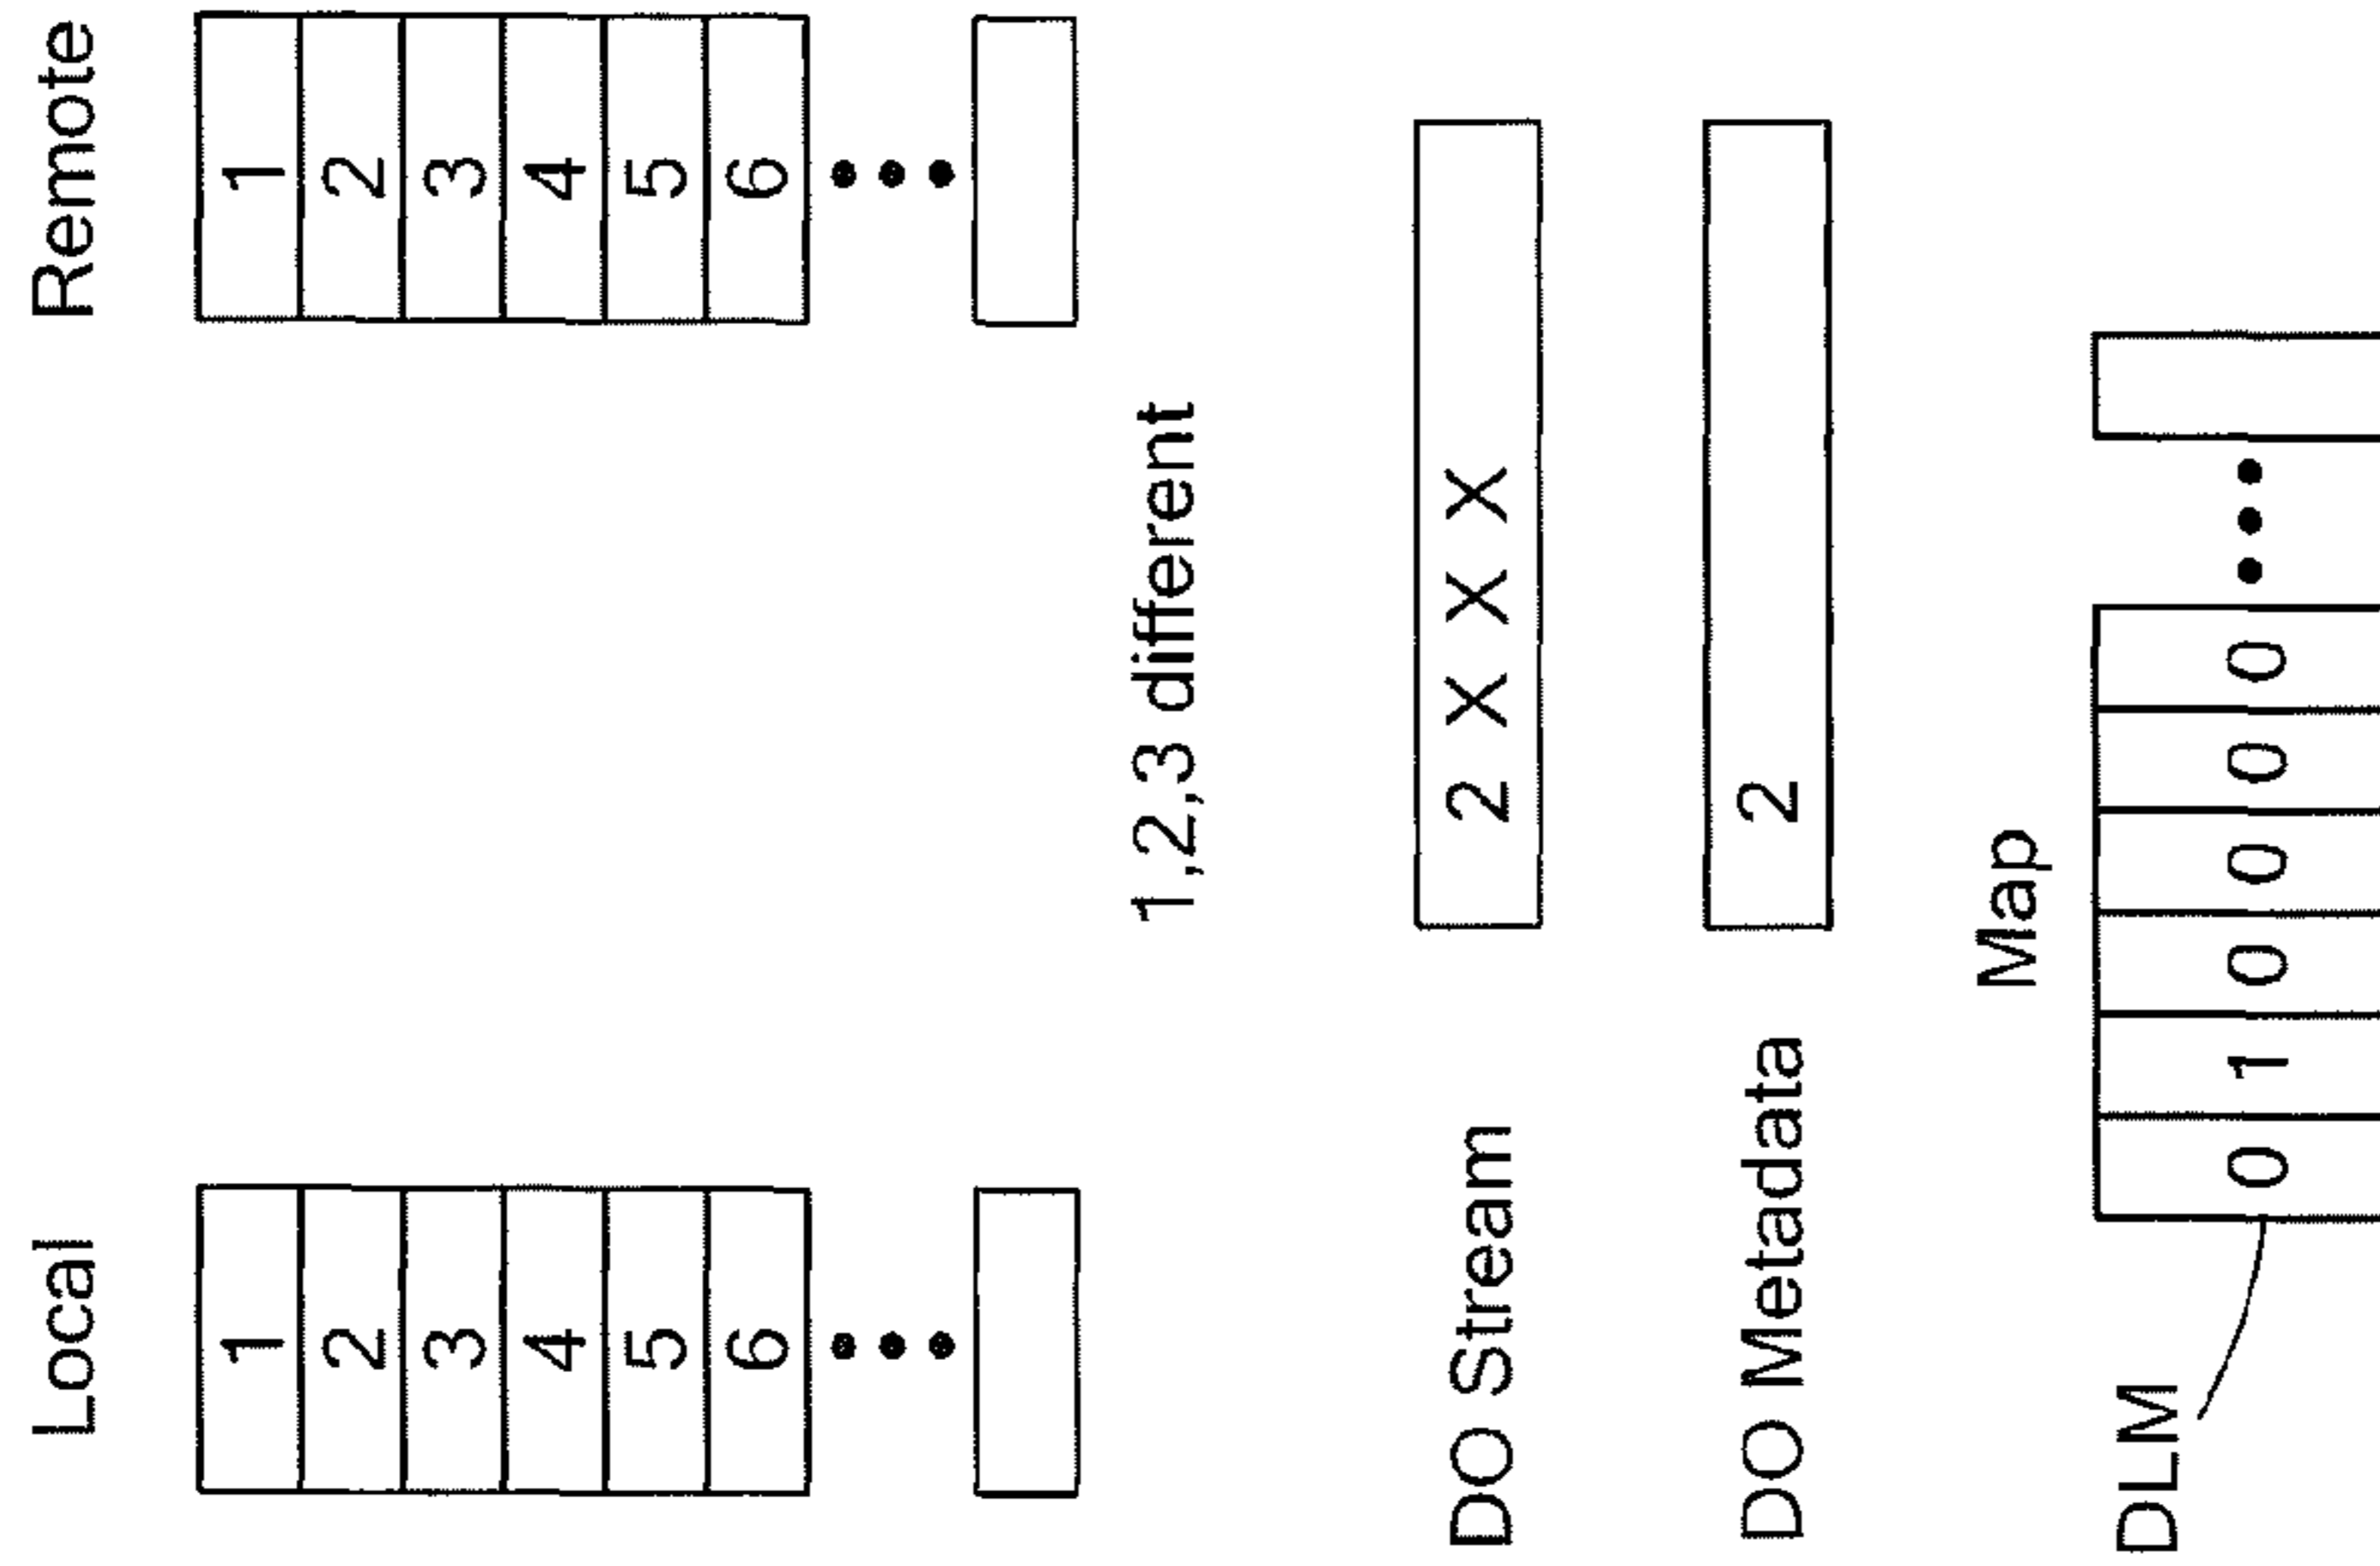 Local Remote
1 1
2 2
3 3
4 4
5 5
6 6
1,2,3 different
DO Stream 2 X X X
DO Metadata 2
Map
DLM 0 1 0 0 0 0